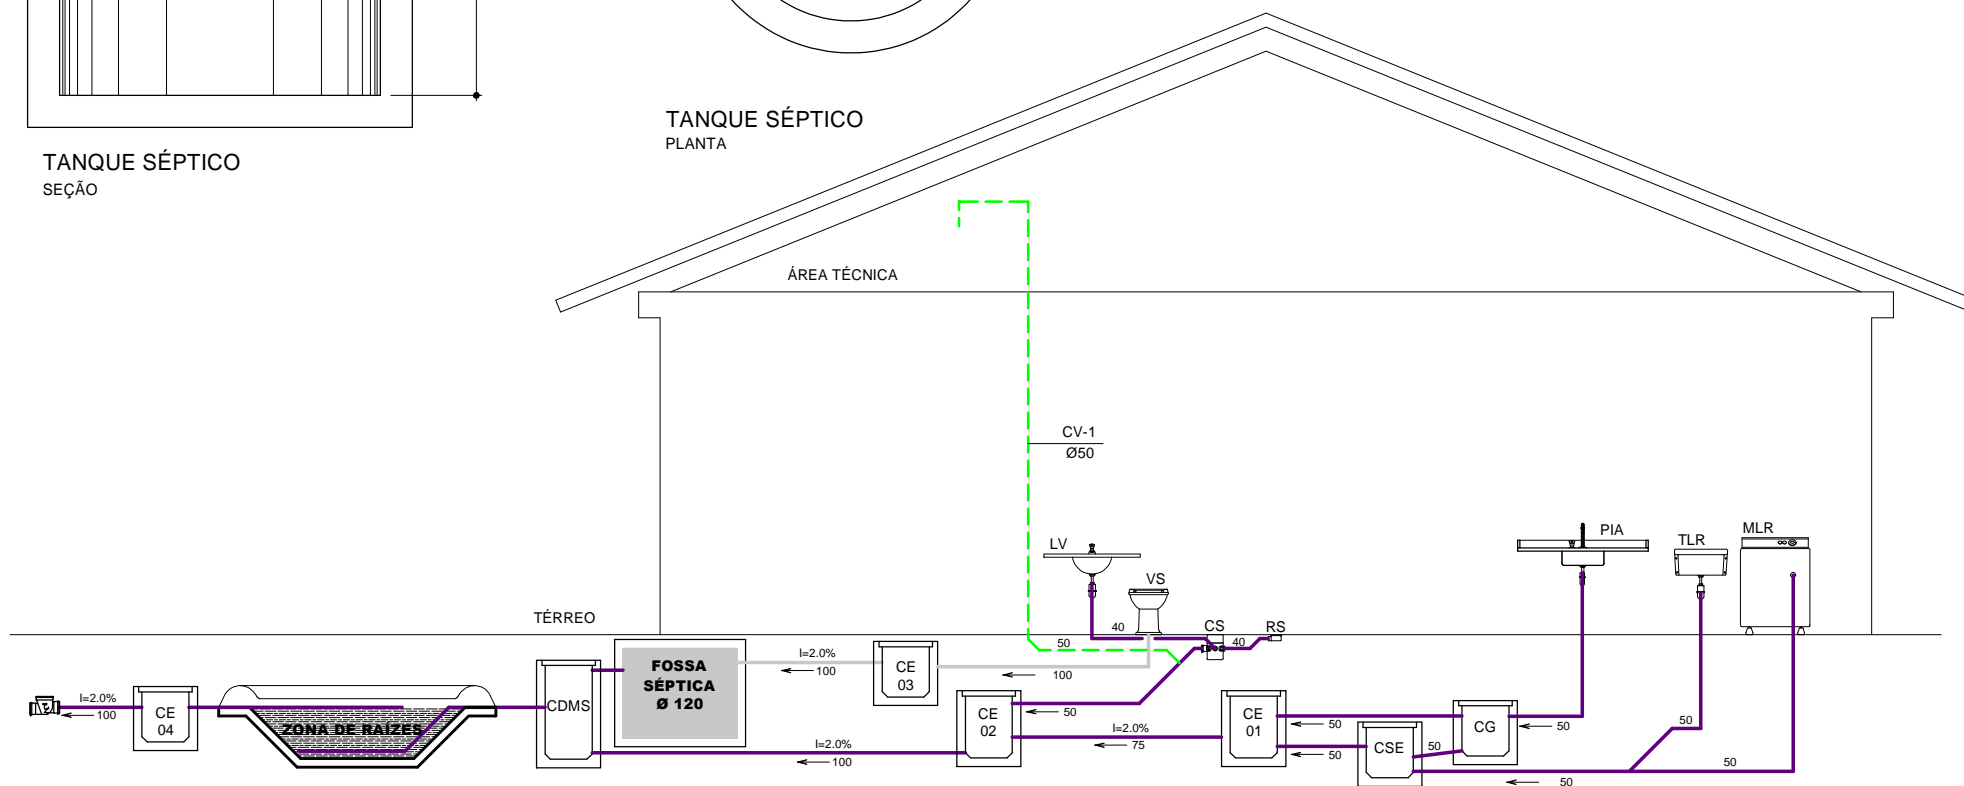 TANQUE SÉPTICO
SEÇÃO
TANQUE SÉPTICO
PLANTA
ÁREA TÉCNICA
CV-1
Ø50
LV
VS
CS
RS
PIA
TLR
MLR
40
40
50
TÉRREO
FOSSA
SÉPTICA
Ø 120
I=2.0%
100
CE
03
100
CDMS
I=2.0%
100
CE
04
ZONA DE RAÍZES
I=2.0%
100
CE
02
50
I=2.0%
75
CE
01
50
50
CG
50
CSE
50
50
50
50